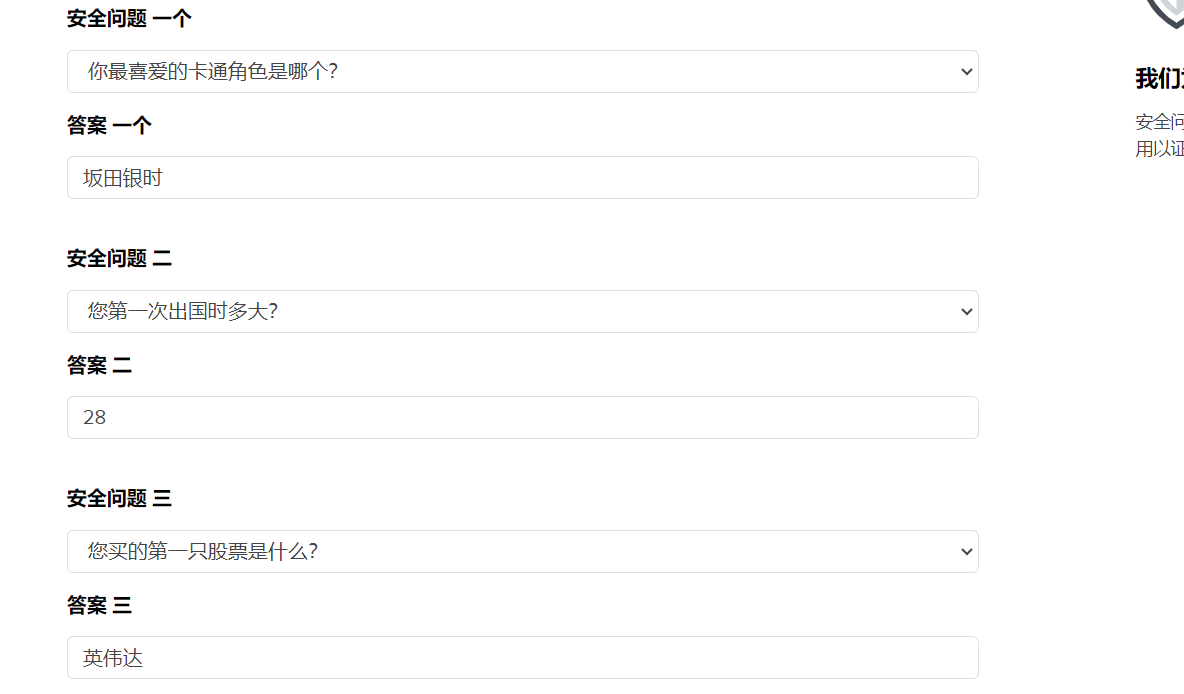 安全问题 一个
你最喜爱的卡通角色是哪个?
答案 一个
坂田银时
安全问题 二
您第一次出国时多大?
答案 二
28
安全问题 三
您买的第一只股票是什么?
答案 三
英伟达
我们
安全问
用以证